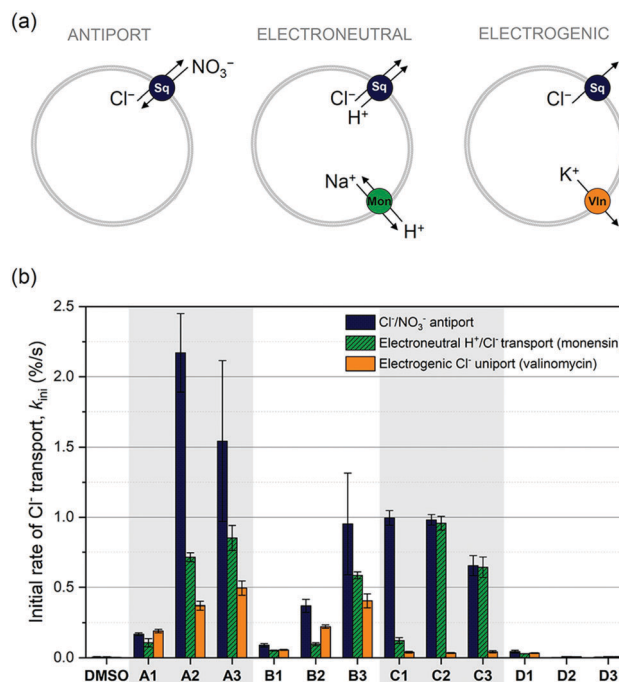 (a)
ANTIPORT ELECTRONEUTRAL ELECTROGENIC
Sq NO₃⁻ Cl⁻
Sq Cl⁻ H⁺
Na⁺ Mon H⁺
Sq Cl⁻
K⁺ Vln
(b)
Initial rate of Cl⁻ transport, kini (%/s)
2.5
2.0
1.5
1.0
0.5
0.0
Cl⁻/NO₃⁻ antiport
Electroneutral H⁺/Cl⁻ transport (monensin
Electrogenic Cl⁻ uniport (valinomycin)
DMSO A1 A2 A3 B1 B2 B3 C1 C2 C3 D1 D2 D3